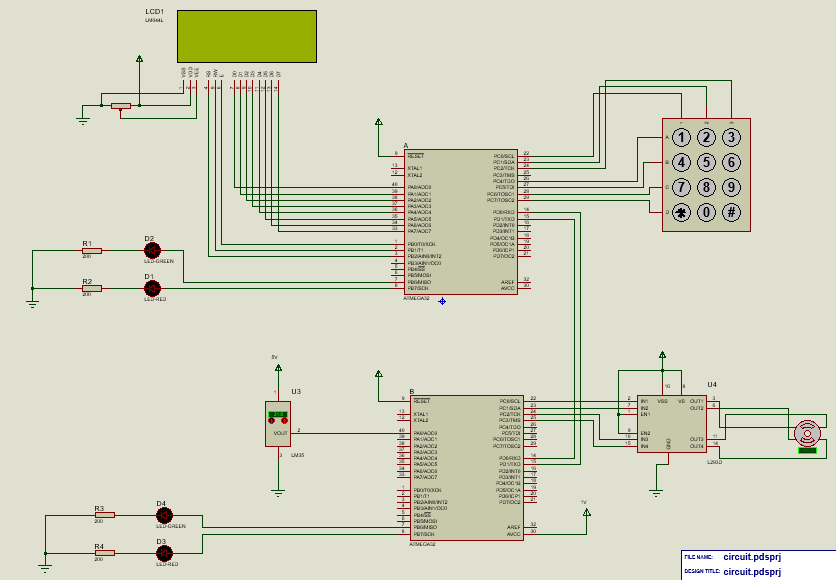 LCD1
LM044L
VSS
VDD
VEE
RS
RW
E
D0
D1
D2
D3
D4
D5
D6
D7
A
RESET
XTAL1
XTAL2
PA0/ADC0
PA1/ADC1
PA2/ADC2
PA3/ADC3
PA4/ADC4
PA5/ADC5
PA6/ADC6
PA7/ADC7
PB0/T0/XCK
PB1/T1
PB2/AIN0/INT2
PB3/AIN1/OC0
PB4/SS
PB5/MOSI
PB6/MISO
PB7/SCK
PC0/SCL
PC1/SDA
PC2/TCK
PC3/TMS
PC4/TDO
PC5/TDI
PC6/TOSC1
PC7/TOSC2
PD0/RXD
PD1/TXD
PD2/INT0
PD3/INT1
PD4/OC1B
PD5/OC1A
PD6/ICP1
PD7/OC2
AREF
AVCC
ATMEGA32
1 2 3
A
B
C
D
1 2 3
4 5 6
7 8 9
* 0 #
R1
200
D2
LED-GREEN
R2
200
D1
LED-RED
5V
U3
1
VOUT
2
3
LM35
B
RESET
XTAL1
XTAL2
PA0/ADC0
PA1/ADC1
PA2/ADC2
PA3/ADC3
PA4/ADC4
PA5/ADC5
PA6/ADC6
PA7/ADC7
PB0/T0/XCK
PB1/T1
PB2/AIN0/INT2
PB3/AIN1/OC0
PB4/SS
PB5/MOSI
PB6/MISO
PB7/SCK
PC0/SCL
PC1/SDA
PC2/TCK
PC3/TMS
PC4/TDO
PC5/TDI
PC6/TOSC1
PC7/TOSC2
PD0/RXD
PD1/TXD
PD2/INT0
PD3/INT1
PD4/OC1B
PD5/OC1A
PD6/ICP1
PD7/OC2
AREF
AVCC
ATMEGA32
1V
U4
IN1
IN2
EN1
EN2
IN3
IN4
VSS
VS
OUT1
OUT2
OUT3
OUT4
GND
L293D
R3
200
D4
LED-GREEN
R4
200
D3
LED-RED
FILE NAME: circuit.pdsprj
DESIGN TITLE: circuit.pdsprj